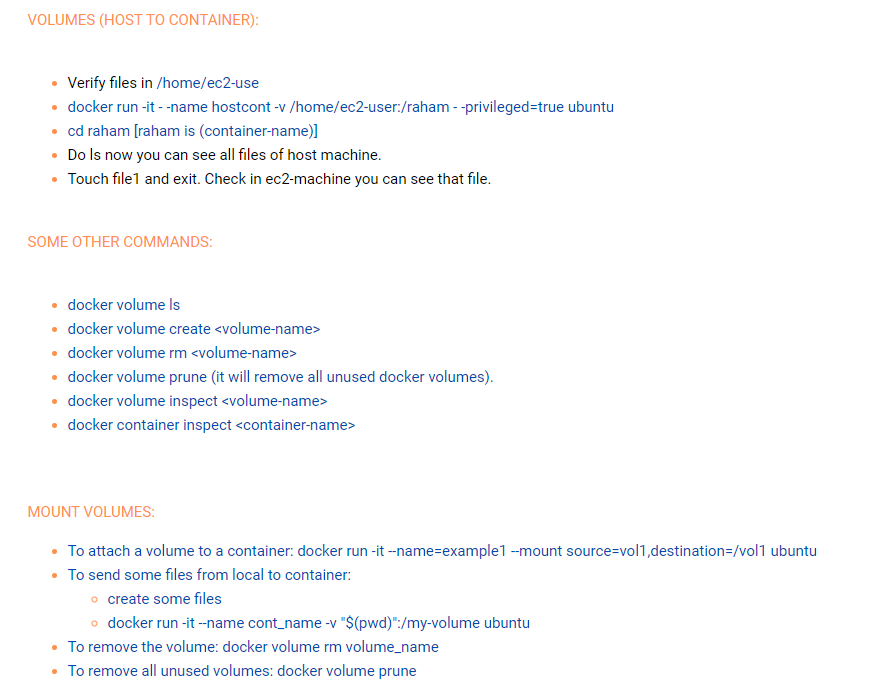 VOLUMES (HOST TO CONTAINER):
Verify files in /home/ec2-use
docker run -it - -name hostcont -v /home/ec2-user:/raham - -privileged=true ubuntu
cd raham [raham is (container-name)]
Do ls now you can see all files of host machine.
Touch file1 and exit. Check in ec2-machine you can see that file.
SOME OTHER COMMANDS:
docker volume ls
docker volume create <volume-name>
docker volume rm <volume-name>
docker volume prune (it will remove all unused docker volumes).
docker volume inspect <volume-name>
docker container inspect <container-name>
MOUNT VOLUMES:
To attach a volume to a container: docker run -it --name=example1 --mount source=vol1,destination=/vol1 ubuntu
To send some files from local to container:
create some files
docker run -it --name cont_name -v "$(pwd)":/my-volume ubuntu
To remove the volume: docker volume rm volume_name
To remove all unused volumes: docker volume prune